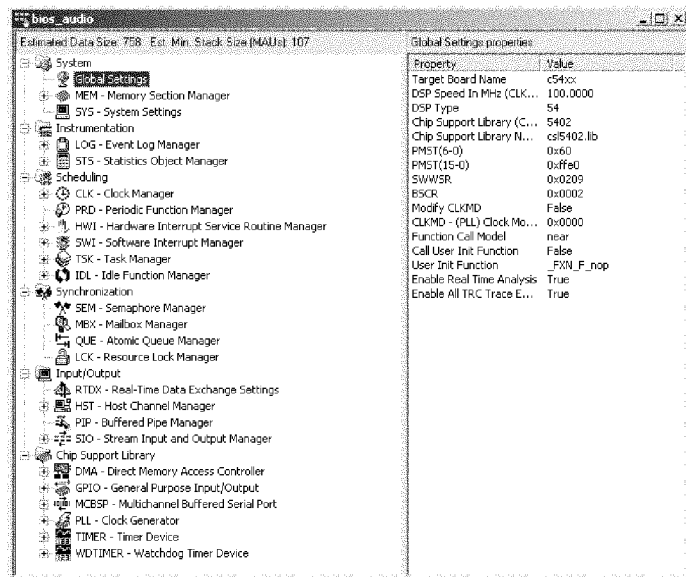 bios_audio
Estimated Data Size: 758 Est. Min. Stack Size (MAUs): 107
System
Global Settings
MEM - Memory Section Manager
SYS - System Settings
Instrumentation
LOG - Event Log Manager
STS - Statistics Object Manager
Scheduling
CLK - Clock Manager
PRD - Periodic Function Manager
HWI - Hardware Interrupt Service Routine Manager
SWI - Software Interrupt Manager
TSK - Task Manager
IDL - Idle Function Manager
Synchronization
SEM - Semaphore Manager
MBX - Mailbox Manager
QUE - Atomic Queue Manager
LCK - Resource Lock Manager
Input/Output
RTDX - Real-Time Data Exchange Settings
HST - Host Channel Manager
PIP - Buffered Pipe Manager
SIO - Stream Input and Output Manager
Chip Support Library
DMA - Direct Memory Access Controller
GPIO - General Purpose Input/Output
MCBSP - Multichannel Buffered Serial Port
PLL - Clock Generator
TIMER - Timer Device
WDTIMER - Watchdog Timer Device
Global Settings properties
Property Value
Target Board Name c54xx
DSP Speed In MHz (CLK... 100.0000
DSP Type 54
Chip Support Library (C... 5402
Chip Support Library N... csl5402.lib
PMST(6-0) 0x60
PMST(15-0) 0xffe0
SWWSR 0x0209
BSCR 0x0002
Modify CLKMD False
CLKMD - (PLL) Clock Mo... 0x0000
Function Call Model near
Call User Init Function False
User Init Function _FXN_F_nop
Enable Real Time Analysis True
Enable All TRC Trace E... True